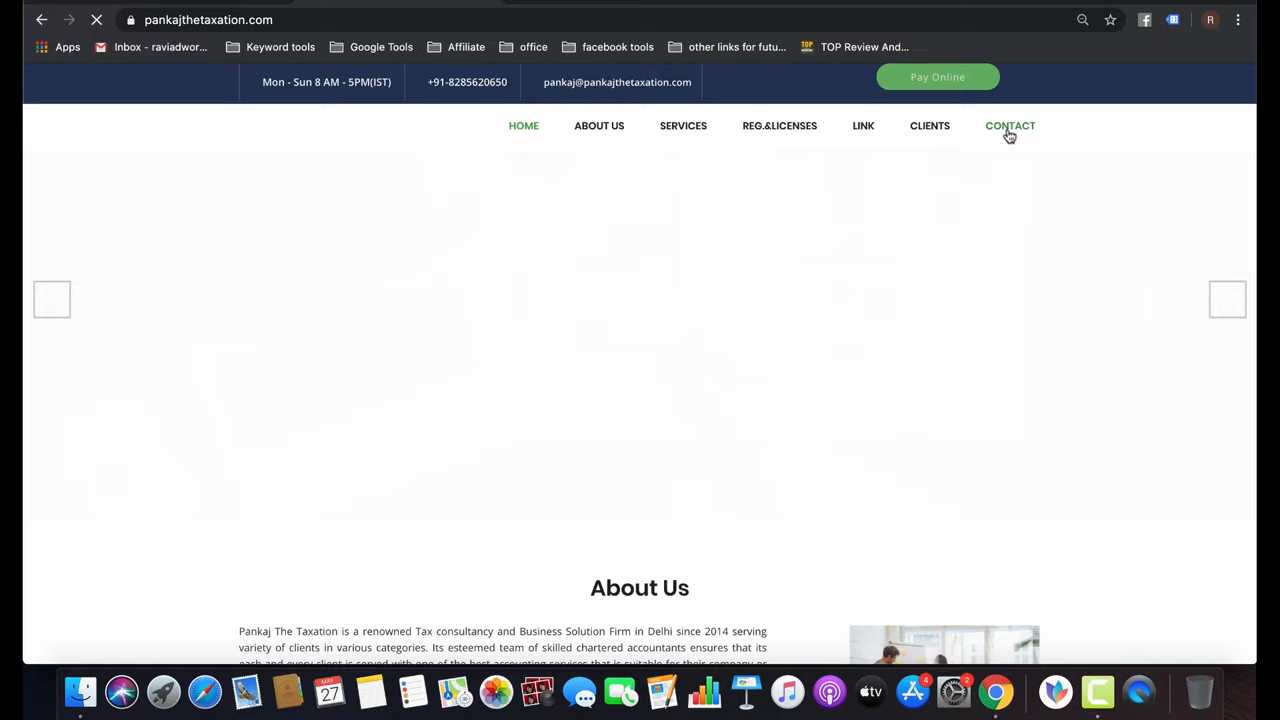 pankajthetaxation.com
R
Apps
Inbox - raviadwor...
Keyword tools
Google Tools
Affiliate
office
facebook tools
other links for futu...
TOP Review And...
Mon - Sun 8 AM - 5PM(IST)
+91-8285620650
pankaj@pankajthetaxation.com
Pay Online
HOME
ABOUT US
SERVICES
REG.&LICENSES
LINK
CLIENTS
CONTACT
About Us
Pankaj The Taxation is a renowned Tax consultancy and Business Solution Firm in Delhi since 2014 serving
variety of clients in various categories. Its esteemed team of skilled chartered accountants ensures that its
each and every client is served with one of the best accounting services that is suitable for their company or
MAY
27
tv
4
2